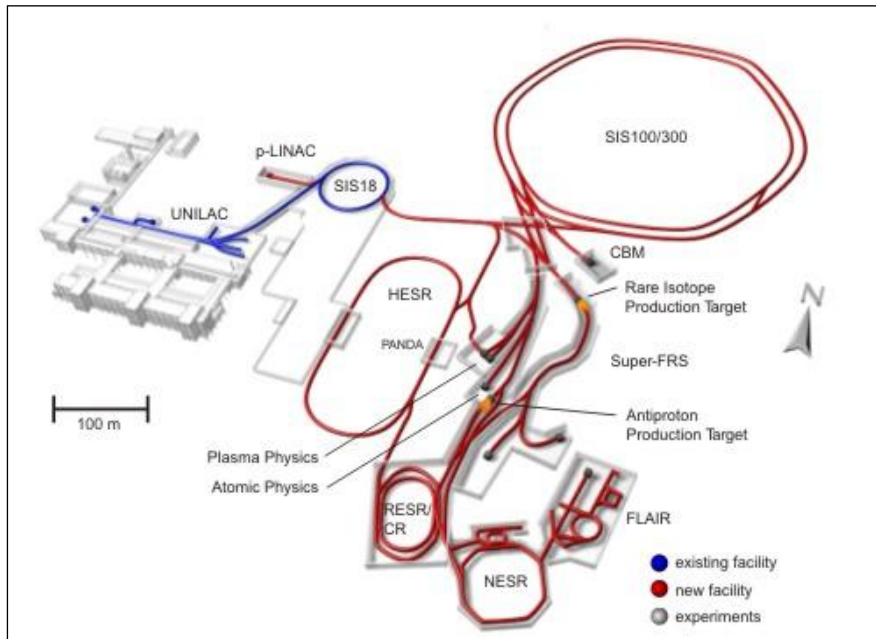 SIS100/300
p-LINAC
SIS18
UNILAC
CBM
HESR
Rare Isotope
Production Target
N
PANDA
Super-FRS
100 m
Antiproton
Production Target
Plasma Physics
Atomic Physics
RESR/
CR
FLAIR
NESR
existing facility
new facility
experiments